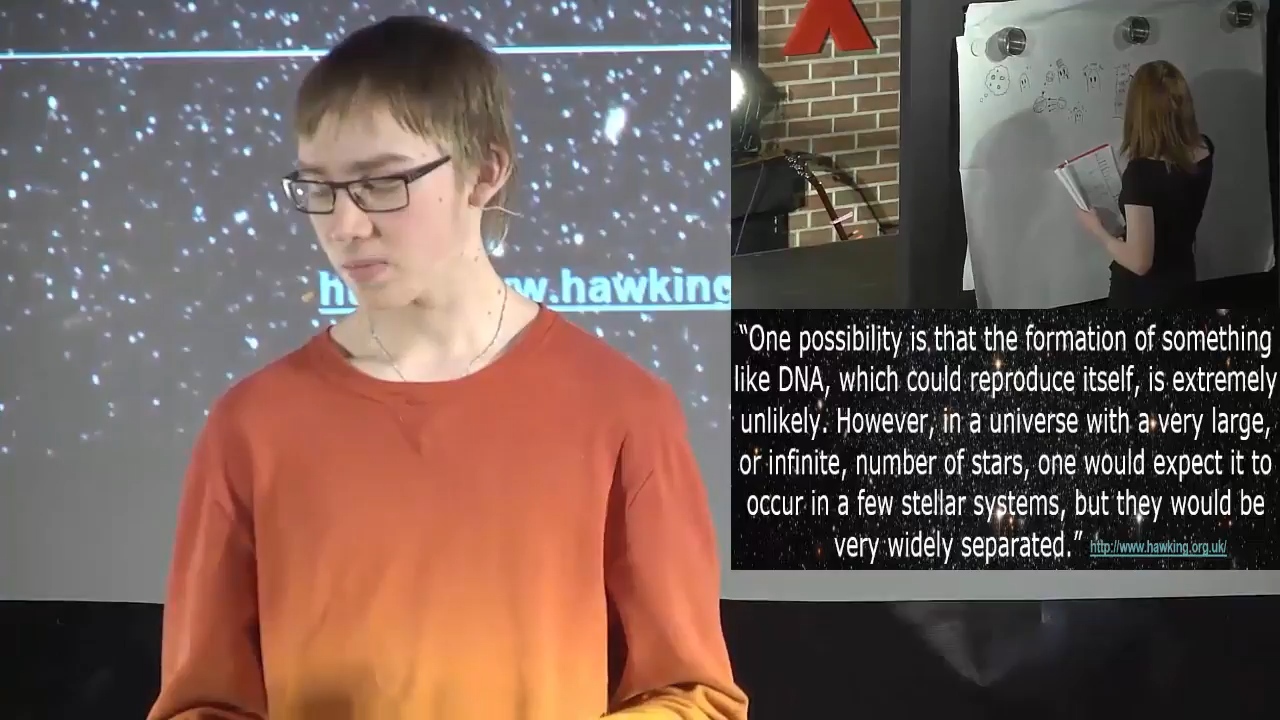 www.hawking
“One possibility is that the formation of something
like DNA, which could reproduce itself, is extremely
unlikely. However, in a universe with a very large,
or infinite, number of stars, one would expect it to
occur in a few stellar systems, but they would be
very widely separated.” http://www.hawking.org.uk/